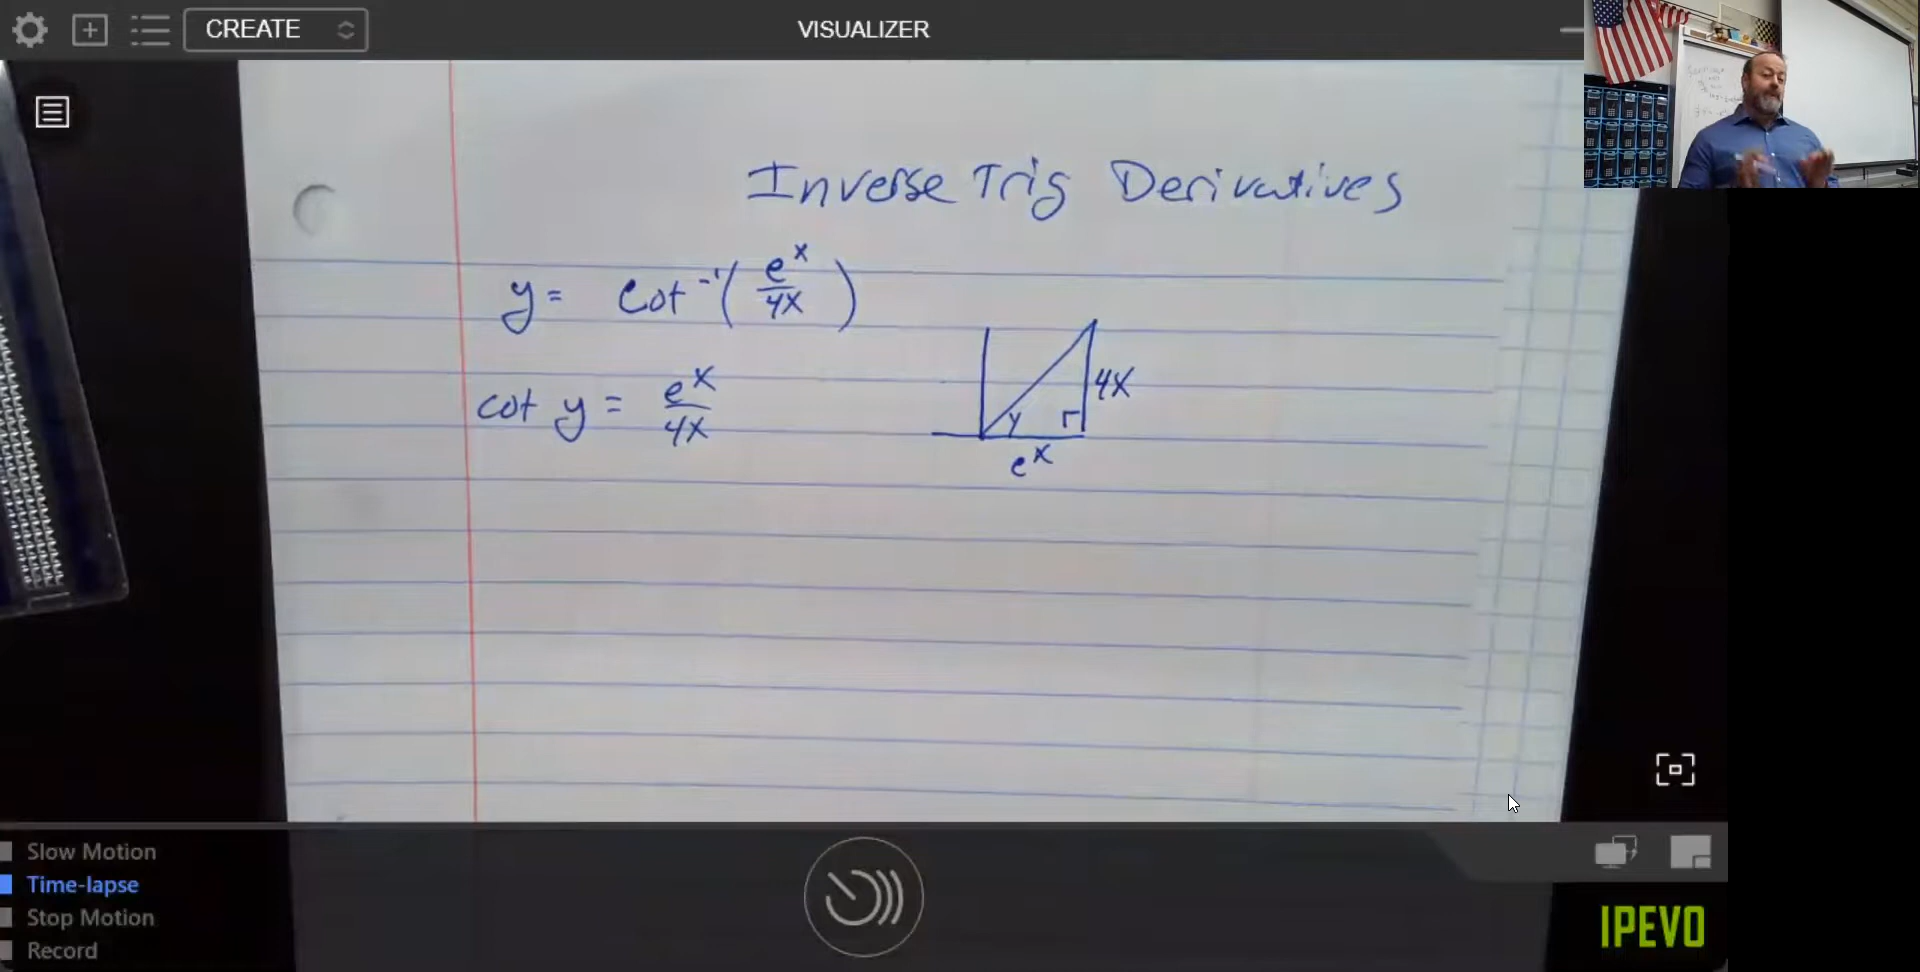 CREATE
VISUALIZER
Inverse Trig Derivatives
y = cot⁻¹(eˣ/4x)
cot y = eˣ/4x
4x
y
eˣ
Slow Motion
Time-lapse
Stop Motion
Record
IPEVO